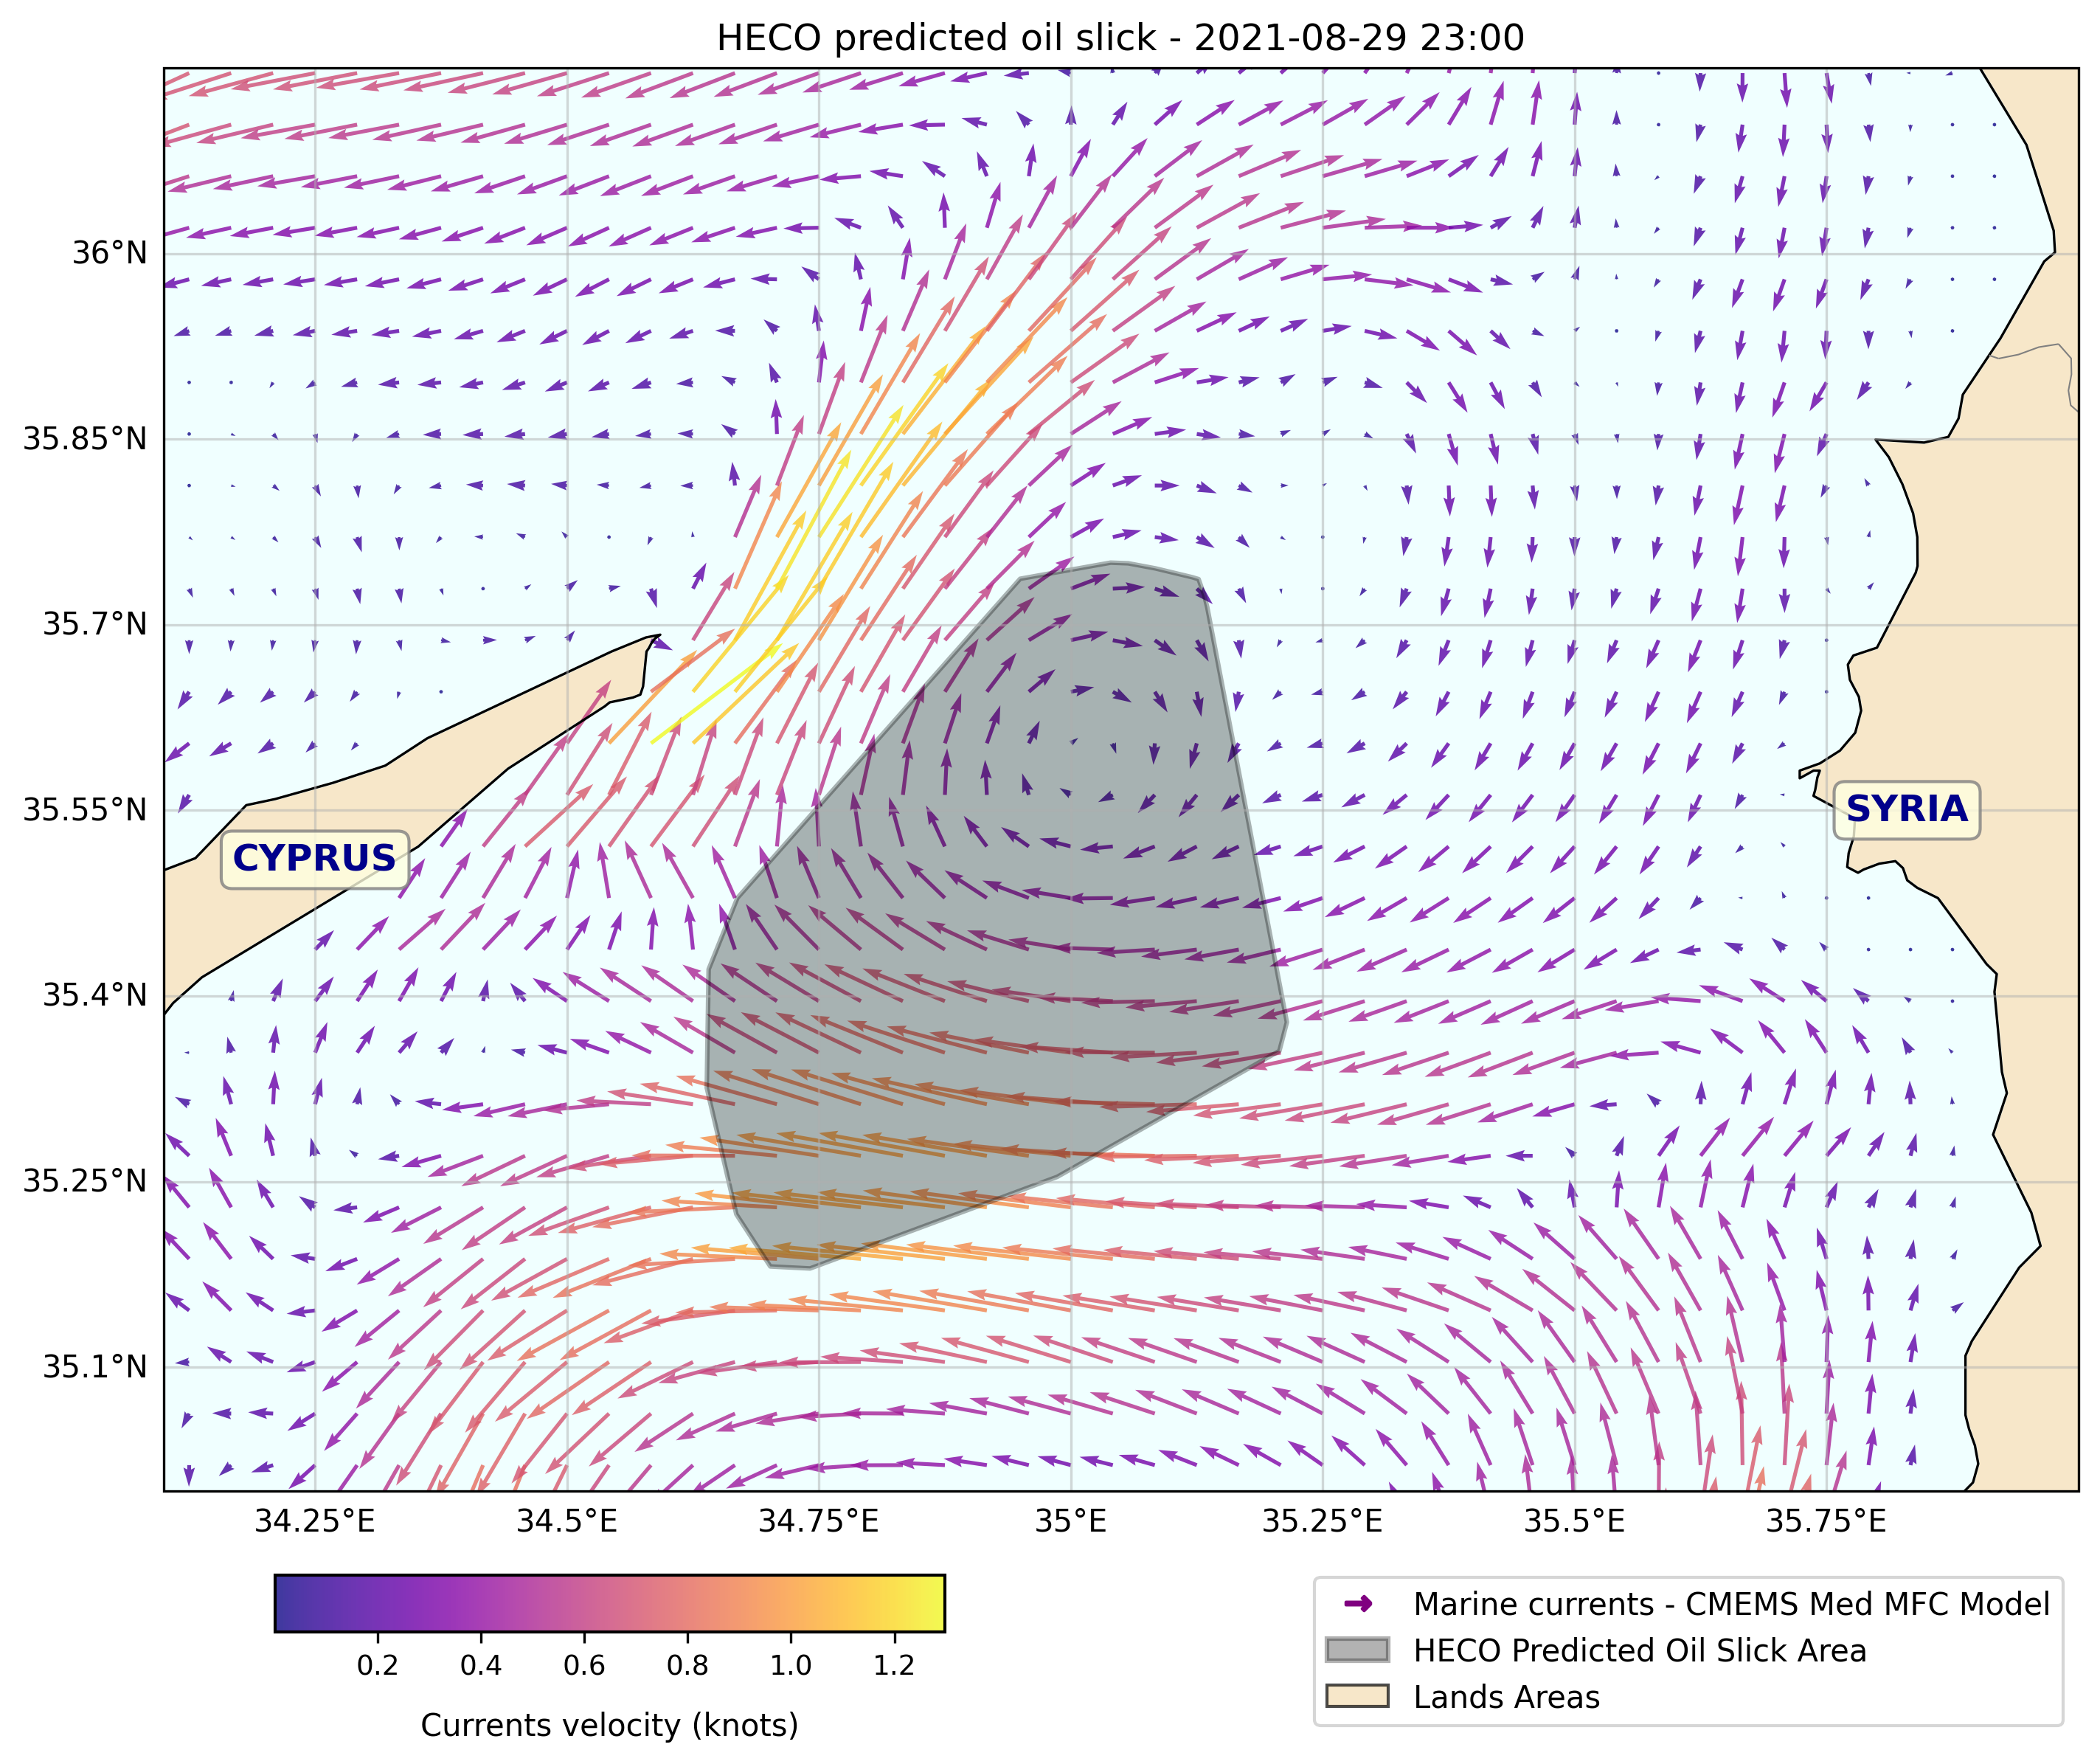 HECO predicted oil slick - 2021-08-29 23:00
36°N
35.85°N
35.7°N
35.55°N
35.4°N
35.25°N
35.1°N
CYPRUS
SYRIA
34.25°E
34.5°E
34.75°E
35°E
35.25°E
35.5°E
35.75°E
0.2
0.4
0.6
0.8
1.0
1.2
Currents velocity (knots)
Marine currents - CMEMS Med MFC Model
HECO Predicted Oil Slick Area
Lands Areas